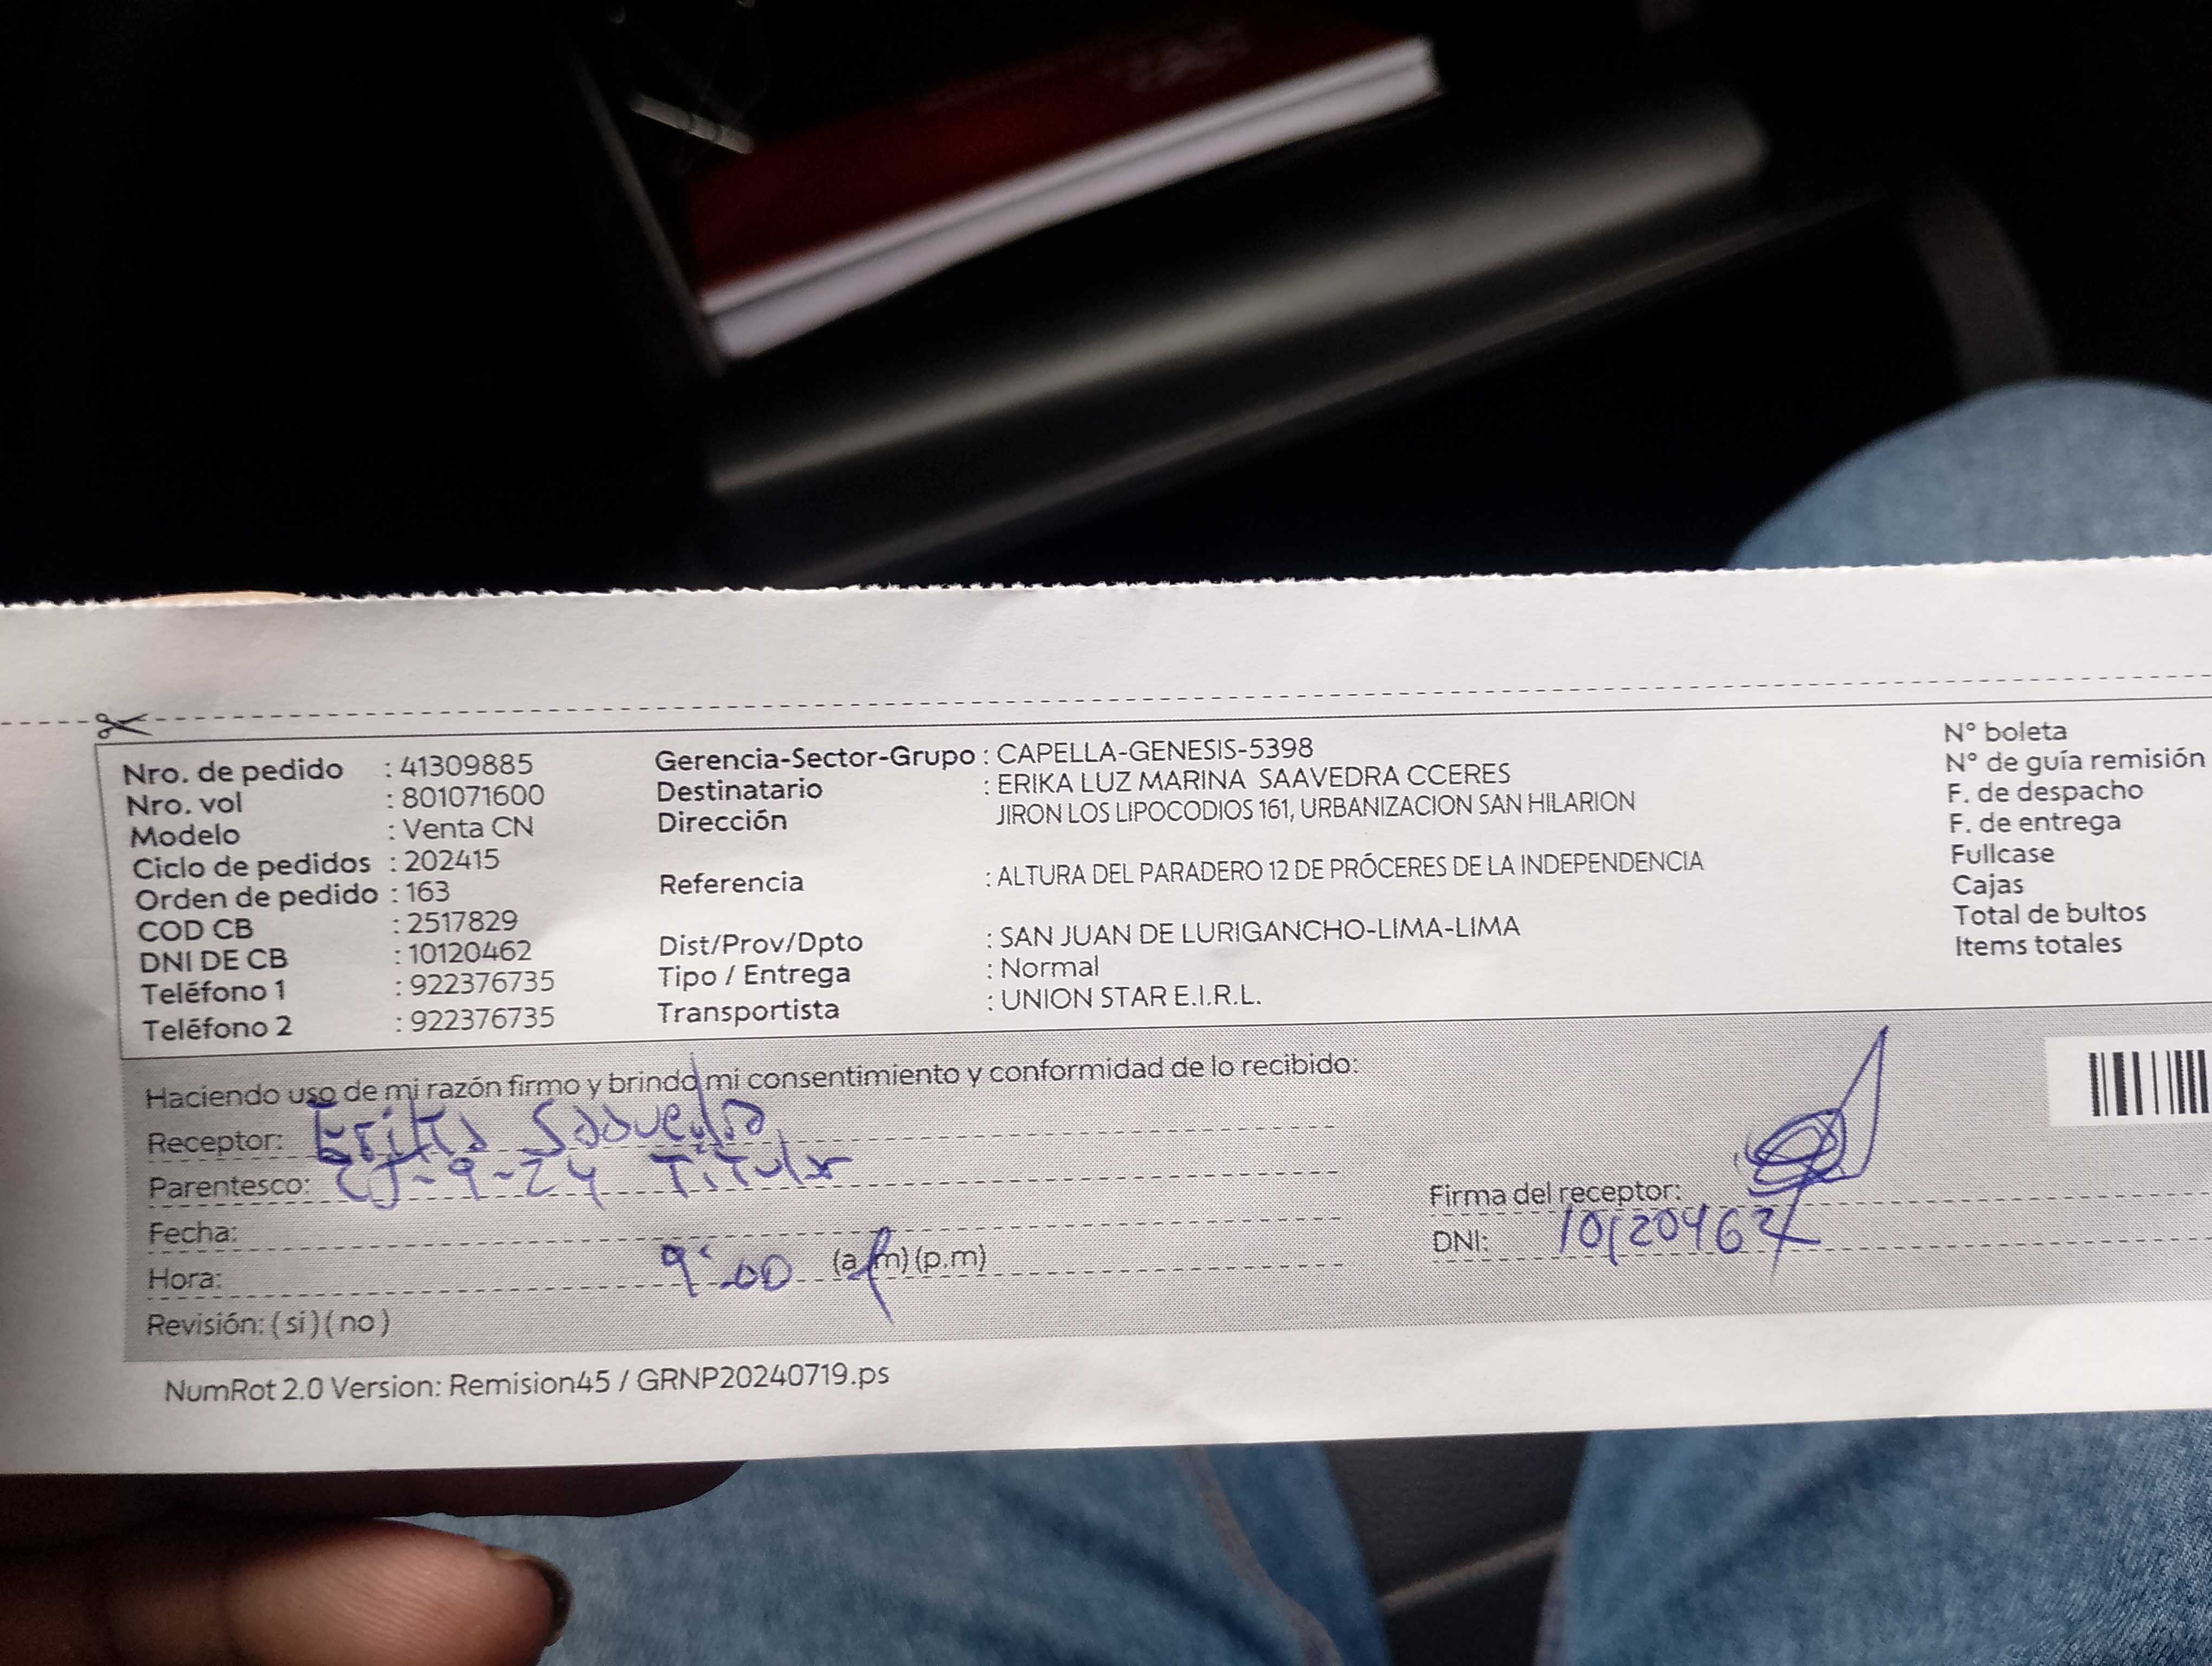 Nro. de pedido : 41309885
Nro. vol : 801071600
Modelo : Venta CN
Ciclo de pedidos : 202415
Orden de pedido : 163
COD CB : 2517829
DNI DE CB : 10120462
Teléfono 1 : 922376735
Teléfono 2 : 922376735
Gerencia-Sector-Grupo : CAPELLA-GENESIS-5398
Destinatario : ERIKA LUZ MARINA SAAVEDRA CCERES
Dirección JIRON LOS LIPOCODIOS 161, URBANIZACION SAN HILARION
Referencia : ALTURA DEL PARADERO 12 DE PRÓCERES DE LA INDEPENDENCIA
Dist/Prov/Dpto : SAN JUAN DE LURIGANCHO-LIMA-LIMA
Tipo / Entrega : Normal
Transportista : UNION STAR E.I.R.L.
N° boleta
N° de guía remisión
F. de despacho
F. de entrega
Fullcase
Cajas
Total de bultos
Items totales
Haciendo uso de mi razón firmo y brindo mi consentimiento y conformidad de lo recibido:
Receptor: Erika Saavedra
Parentesco: 25-9-24 Titular
Fecha:
Hora: 9:00 (a.m) (p.m)
Revisión: (si) (no)
Firma del receptor:
DNI: 10120462
NumRot 2.0 Version: Remision45 / GRNP20240719.ps